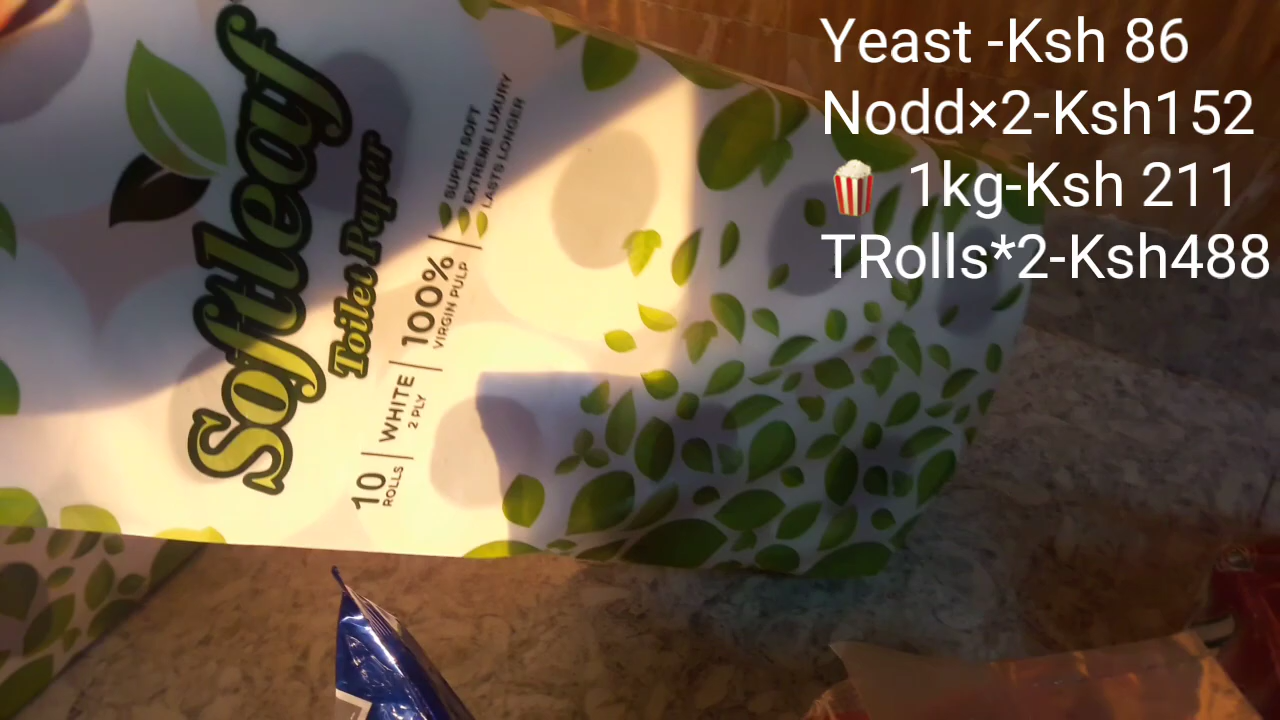 Yeast -Ksh 86
Nodd×2-Ksh152
🍿 1kg-Ksh 211
TRolls*2-Ksh488
Softleaf
Toilet Paper
10 ROLLS | WHITE 2 PLY | 100% VIRGIN PULP |
SUPER SOFT
EXTREME LUXURY
LASTS LONGER